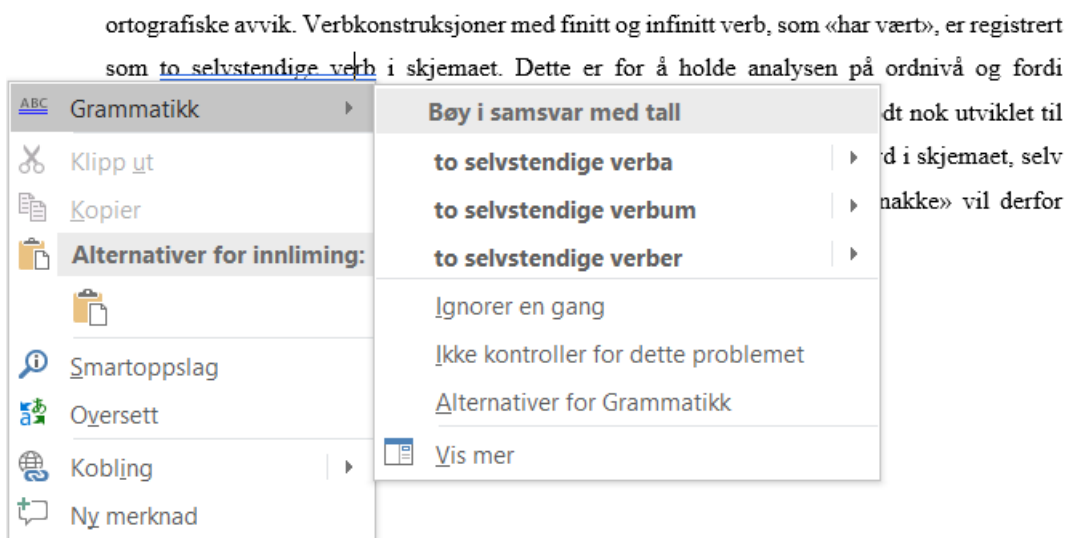 ortografiske avvik. Verbkonstruksjoner med finitt og infinitt verb, som «har vært», er registrert
som to selvstendige verb i skjemaet. Dette er for å holde analysen på ordnivå og fordi
ABC Grammatikk
Klipp ut
Kopier
Alternativer for innliming:
Smartoppslag
Oversett
Kobling
Ny merknad
Bøy i samsvar med tall
to selvstendige verba
to selvstendige verbum
to selvstendige verber
Ignorer en gang
Ikke kontroller for dette problemet
Alternativer for Grammatikk
Vis mer
nok utviklet til
i skjemaet, selv
vil derfor